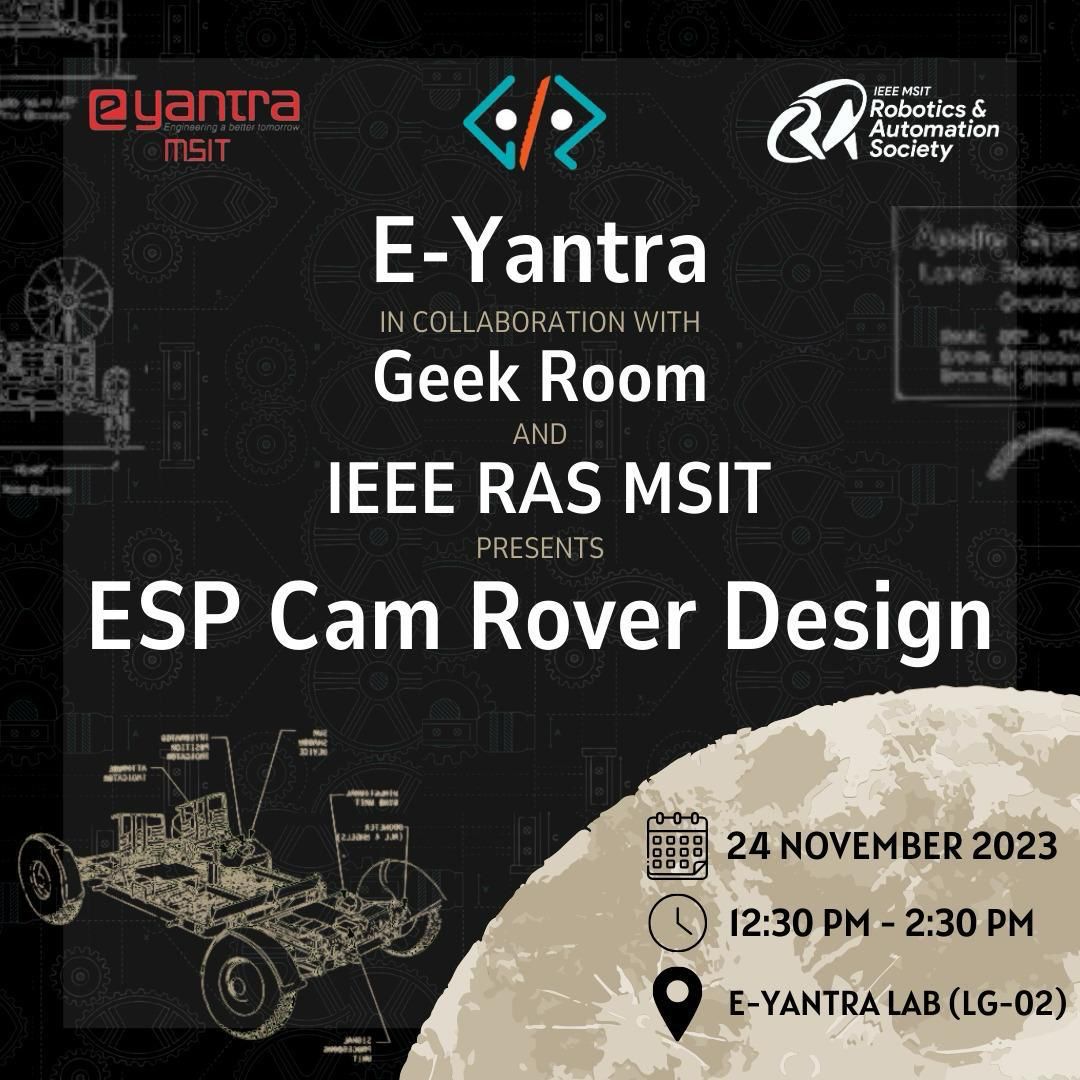 eyantra
Engineering a better tomorrow
MSIT
IEEE MSIT
Robotics &
Automation
Society
E-Yantra
IN COLLABORATION WITH
Geek Room
AND
IEEE RAS MSIT
PRESENTS
ESP Cam Rover Design
24 NOVEMBER 2023
12:30 PM - 2:30 PM
E-YANTRA LAB (LG-02)